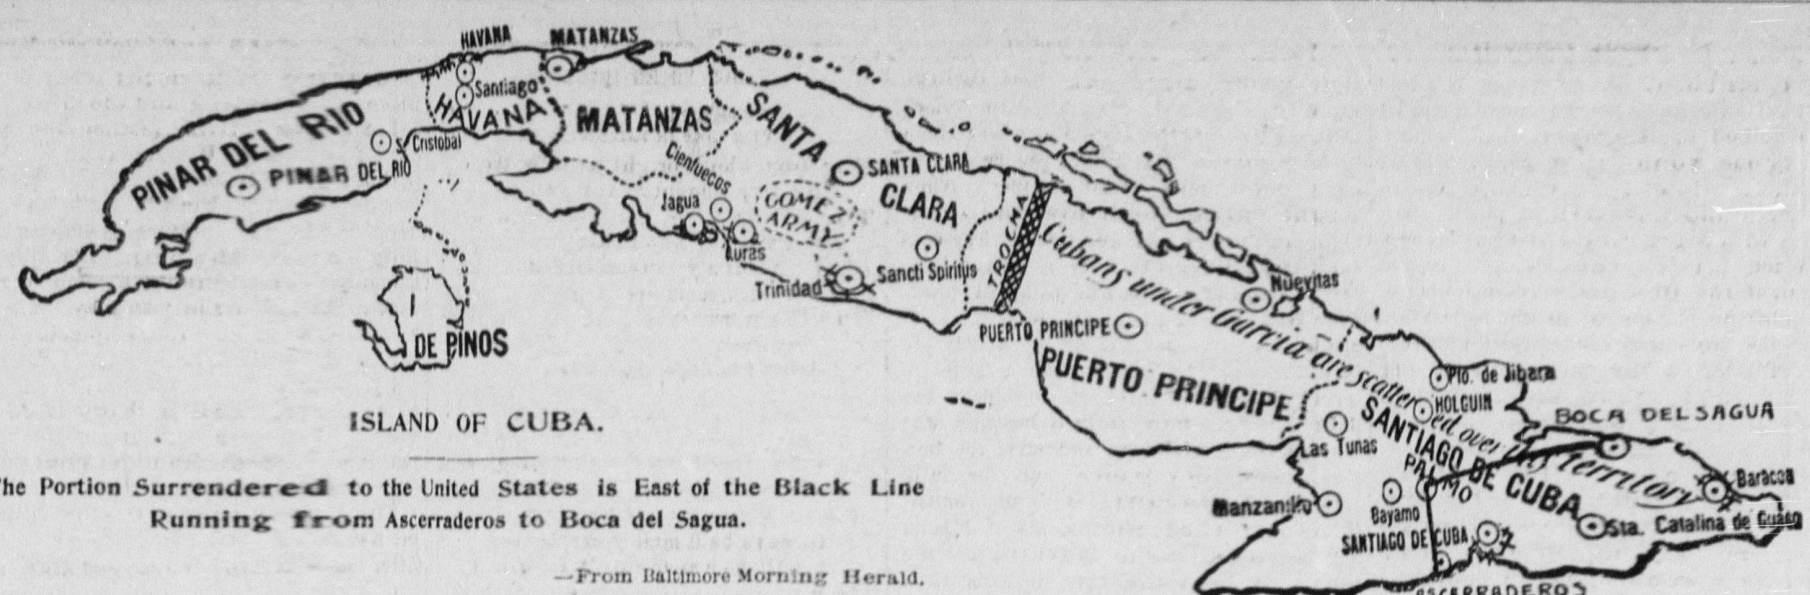 HAVANA
MATANZAS
Santiago
HAVANA
MATANZAS
SANTA
CLARA
PINAR DEL RIO
PINAR DEL RIO
S. Cristobal
Cienfuegos
SANTA CLARA
Jagua
GOMEZ
ARMY
Luras
Trinidad
Sancti Spiritus
TROCHA
Cubans under Garcia are scattered over this territory
Nuevitas
I
DE PINOS
PUERTO PRINCIPE
PUERTO PRINCIPE
Pto. de Jibara
HOLGUIN
BOCA DEL SAGUA
SANTIAGO DE CUBA
Las Tunas
PALMO
Baracoa
Manzanillo
Bayamo
Sta. Catalina de Guaso
SANTIAGO DE CUBA
ASCERRADEROS
ISLAND OF CUBA.
The Portion Surrendered to the United States is East of the Black Line
Running from Ascerraderos to Boca del Sagua.
—From Baltimore Morning Herald.